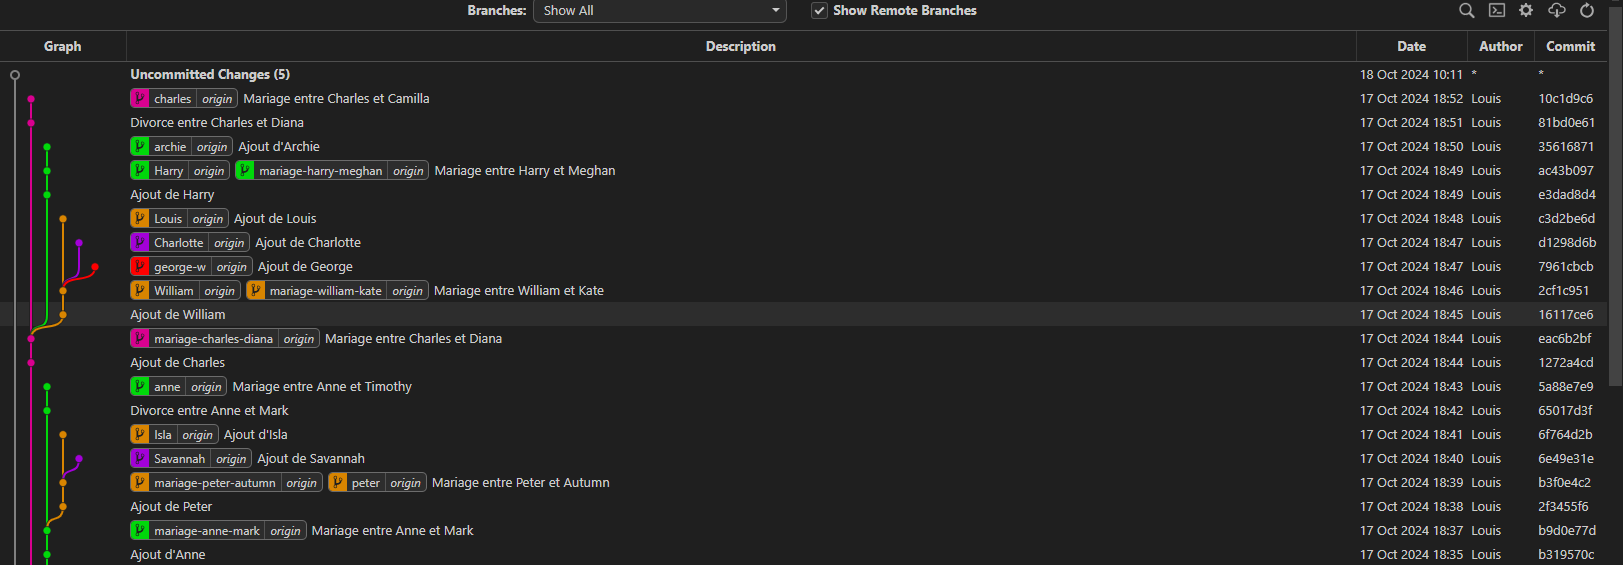 Branches: Show All Show Remote Branches
Graph Description Date Author Commit
Uncommitted Changes (5) 18 Oct 2024 10:11 * *
charles origin Mariage entre Charles et Camilla 17 Oct 2024 18:52 Louis 10c1d9c6
Divorce entre Charles et Diana 17 Oct 2024 18:51 Louis 81bd0e61
archie origin Ajout d'Archie 17 Oct 2024 18:50 Louis 35616871
Harry origin mariage-harry-meghan origin Mariage entre Harry et Meghan 17 Oct 2024 18:49 Louis ac43b097
Ajout de Harry 17 Oct 2024 18:49 Louis e3dad8d4
Louis origin Ajout de Louis 17 Oct 2024 18:48 Louis c3d2be6d
Charlotte origin Ajout de Charlotte 17 Oct 2024 18:47 Louis d1298d6b
george-w origin Ajout de George 17 Oct 2024 18:47 Louis 7961cbcb
William origin mariage-william-kate origin Mariage entre William et Kate 17 Oct 2024 18:46 Louis 2cf1c951
Ajout de William 17 Oct 2024 18:45 Louis 16117ce6
mariage-charles-diana origin Mariage entre Charles et Diana 17 Oct 2024 18:44 Louis eac6b2bf
Ajout de Charles 17 Oct 2024 18:44 Louis 1272a4cd
anne origin Mariage entre Anne et Timothy 17 Oct 2024 18:43 Louis 5a88e7e9
Divorce entre Anne et Mark 17 Oct 2024 18:42 Louis 65017d3f
Isla origin Ajout d'Isla 17 Oct 2024 18:41 Louis 6f764d2b
Savannah origin Ajout de Savannah 17 Oct 2024 18:40 Louis 6e49e31e
mariage-peter-autumn origin peter origin Mariage entre Peter et Autumn 17 Oct 2024 18:39 Louis b3f0e4c2
Ajout de Peter 17 Oct 2024 18:38 Louis 2f3455f6
mariage-anne-mark origin Mariage entre Anne et Mark 17 Oct 2024 18:37 Louis b9d0e77d
Ajout d'Anne 17 Oct 2024 18:35 Louis b319570c